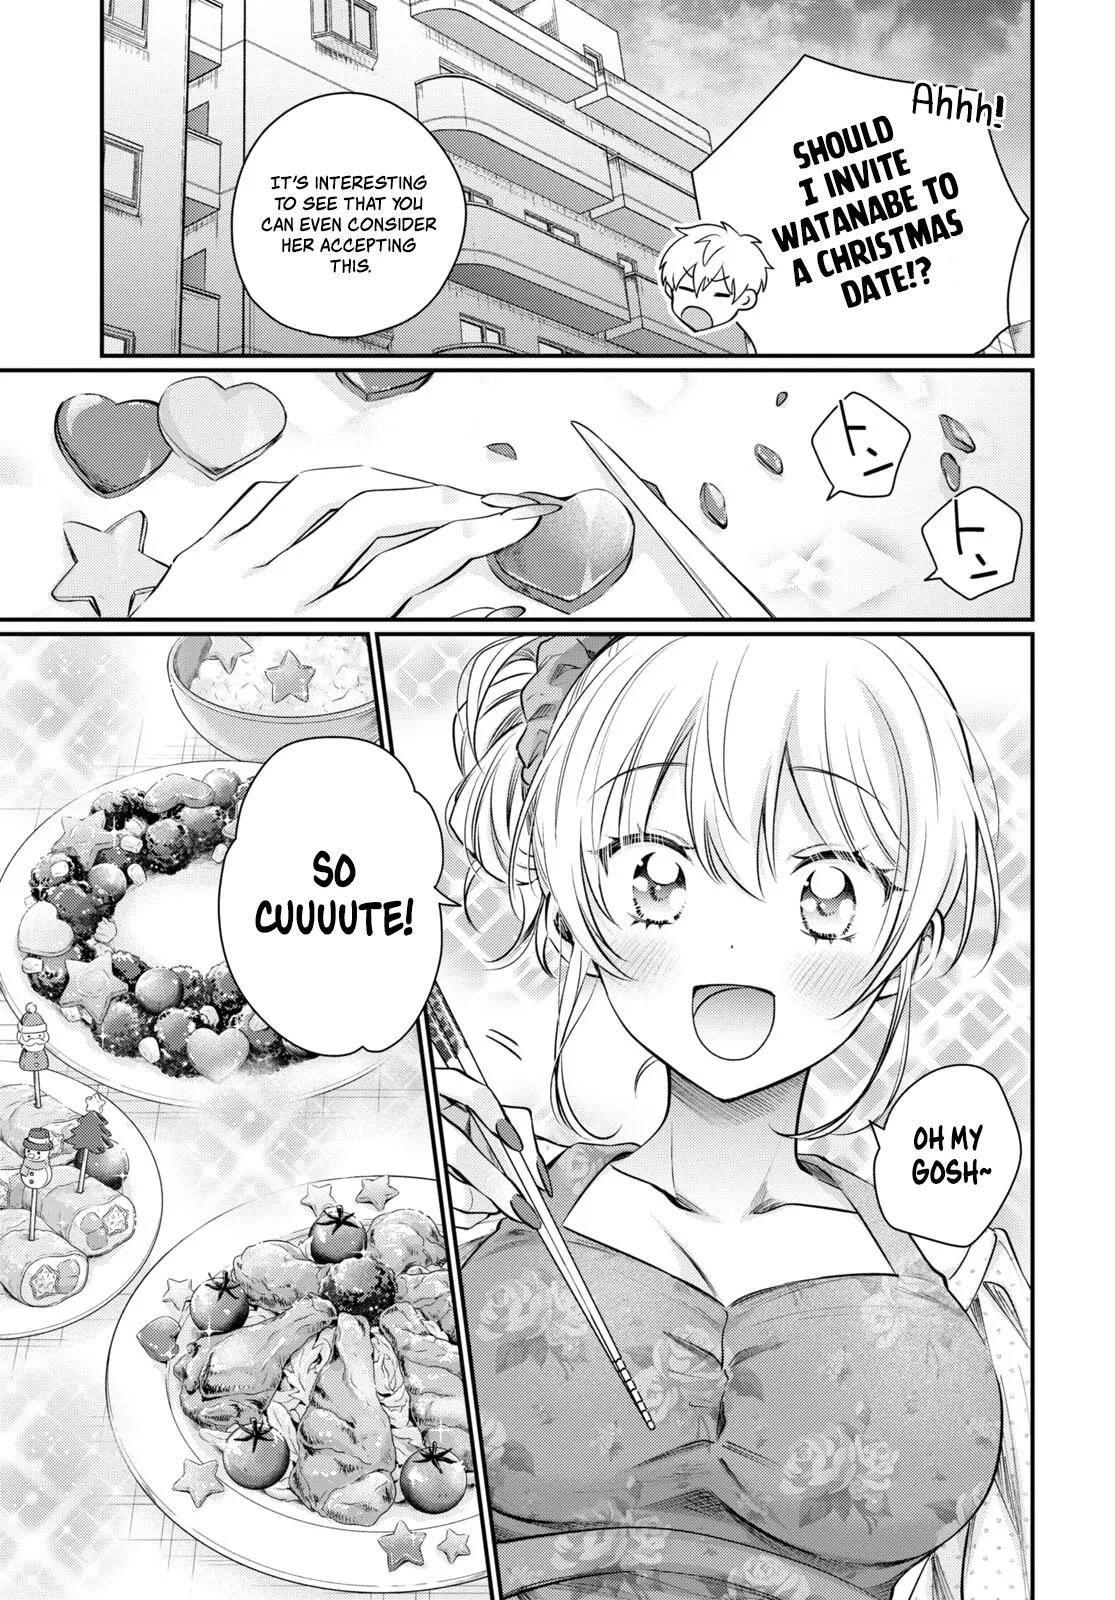 Ahhh!
SHOULD
I INVITE
WATANABE TO
A CHRISTMAS
DATE!?
IT'S INTERESTING
TO SEE THAT YOU
CAN EVEN CONSIDER
HER ACCEPTING
THIS.
トン
トン
OH MY
GOSH~
SO
CUUUUTE!